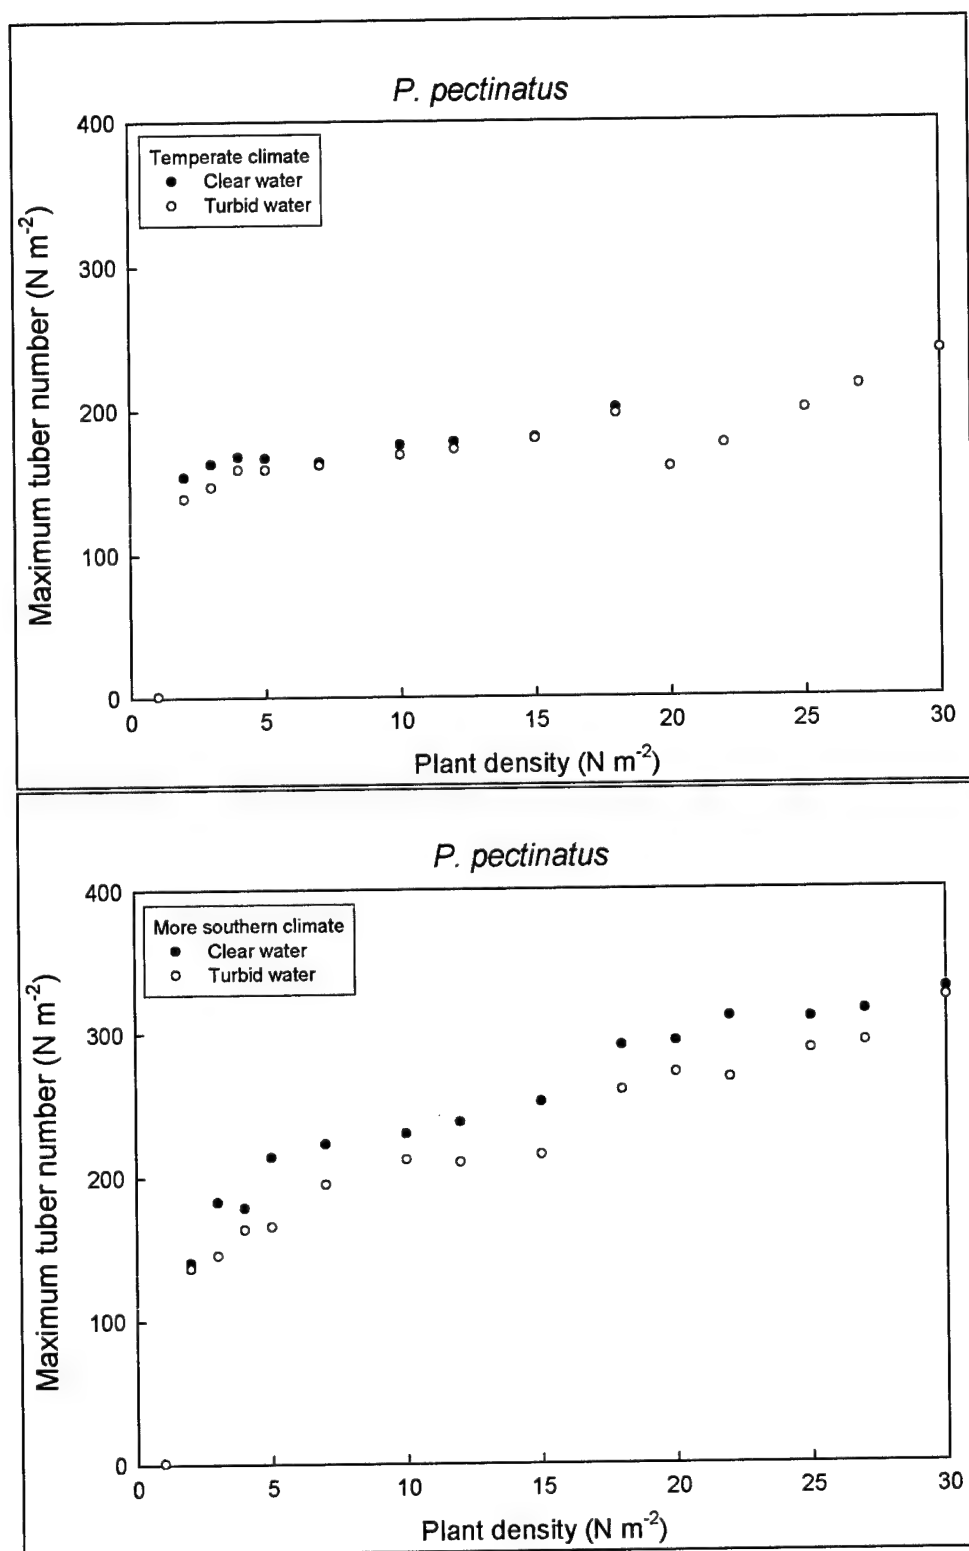 P. pectinatus
400
300
200
100
0
Maximum tuber number (N m-2)
Temperate climate
● Clear water
○ Turbid water
0 5 10 15 20 25 30
Plant density (N m-2)
P. pectinatus
400
300
200
100
0
Maximum tuber number (N m-2)
More southern climate
● Clear water
○ Turbid water
0 5 10 15 20 25 30
Plant density (N m-2)